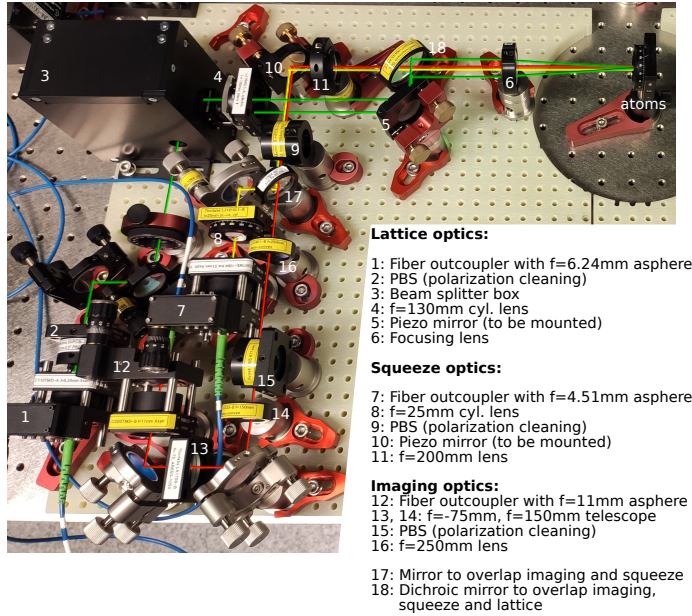 3
4
10
11
18
6
atoms
5
9
17
8
16
7
2
12
15
1
14
13
Lattice optics:
1: Fiber outcoupler with f=6.24mm asphere
2: PBS (polarization cleaning)
3: Beam splitter box
4: f=130mm cyl. lens
5: Piezo mirror (to be mounted)
6: Focusing lens
Squeeze optics:
7: Fiber outcoupler with f=4.51mm asphere
8: f=25mm cyl. lens
9: PBS (polarization cleaning)
10: Piezo mirror (to be mounted)
11: f=200mm lens
Imaging optics:
12: Fiber outcoupler with f=11mm asphere
13, 14: f=-75mm, f=150mm telescope
15: PBS (polarization cleaning)
16: f=250mm lens
17: Mirror to overlap imaging and squeeze
18: Dichroic mirror to overlap imaging,
squeeze and lattice